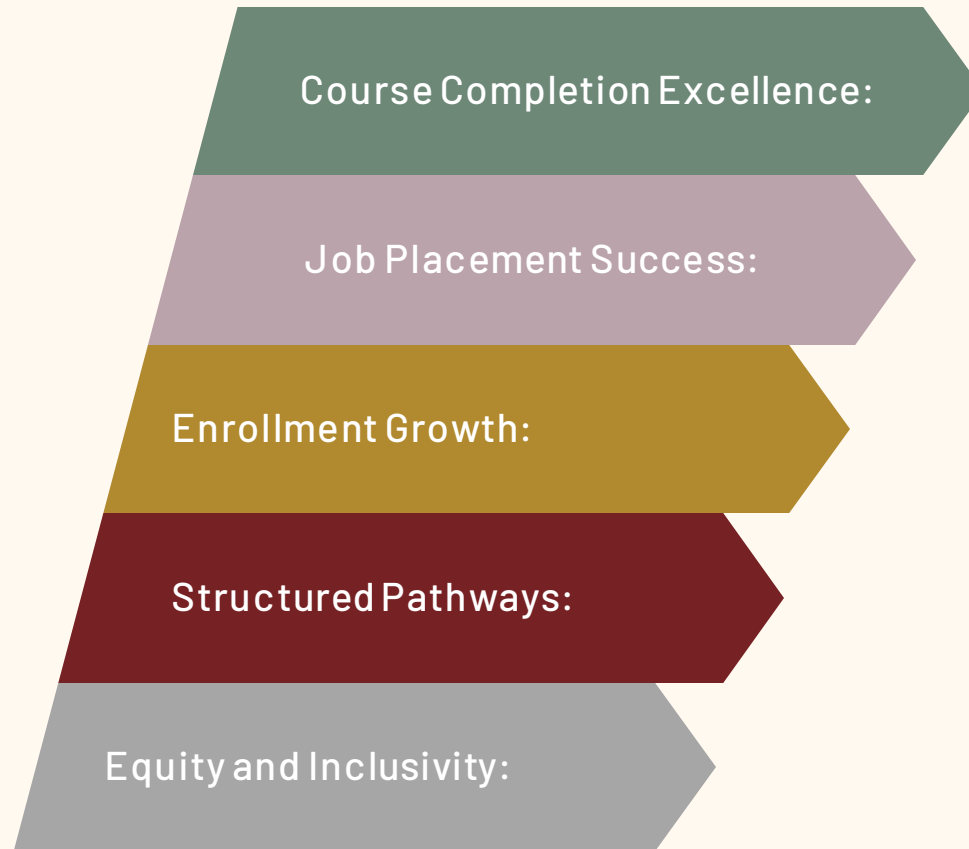 Course Completion Excellence:
Job Placement Success:
Enrollment Growth:
Structured Pathways:
Equity and Inclusivity: